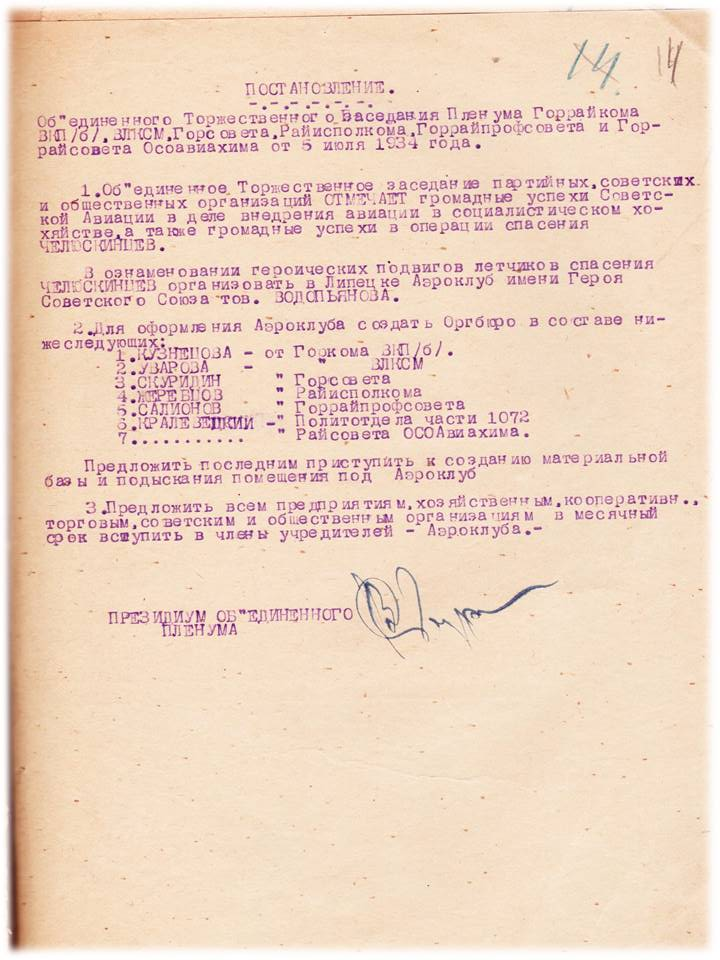 14. 14
ПОСТАНОВЛЕНИЕ.
-.-.-.-.-.-.
Об"единенного Торжественного Заседания Пленума Горрайкома
ВКП/б/, ВЛКСМ,Горсовета,Райисполкома,Горрайпрофсовета и Гор-
райсовета Осоавиахима от 5 июля 1934 года.
1.Об"единенное Торжественное заседание партийных,советских
и общественных организаций ОТМЕЧАЕТ громадные успехи Советс-
кой Авиации в деле внедрения авиации в социалистическом хо-
зяйстве,а также громадные успехи в операции спасения
ЧЕЛЮСКИНЦЕВ.
В ознаменовании героических подвигов летчиков спасения
ЧЕЛЮСКИНЦЕВ организовать в Липецке Аэроклуб имени Героя
Советского Союза тов. ВОДОПЬЯНОВА.
2.Для оформления Аэроклуба создать Оргбюро в составе ни-
жеследующих:
1.КУЗНЕЦОВА - от Горкома ВКП/б/.
2.УВАРОВА - " ВЛКСМ
3.СКУРИДИН " Горсовета
4.ЖЕРЕБЦОВ " Райисполкома
5.САЛИОНОВ " Горрайпрофсовета
6.КРАЛЕВЕЦКИЙ -" Политотдела части 1072
7........... " Райсовета ОСОАвиахима.
Предложить последним приступить к созданию материальной
базы и подыскания помещения под Аэроклуб
3.Предложить всем предприятиям,хозяйственным,кооперативн.,
торговым,советским и общественным организациям в месячный
срок вступить в члены учредителей - Аэроклуба.-
ПРЕЗИДИУМ ОБ"ЕДИНЕННОГО
ПЛЕНУМА